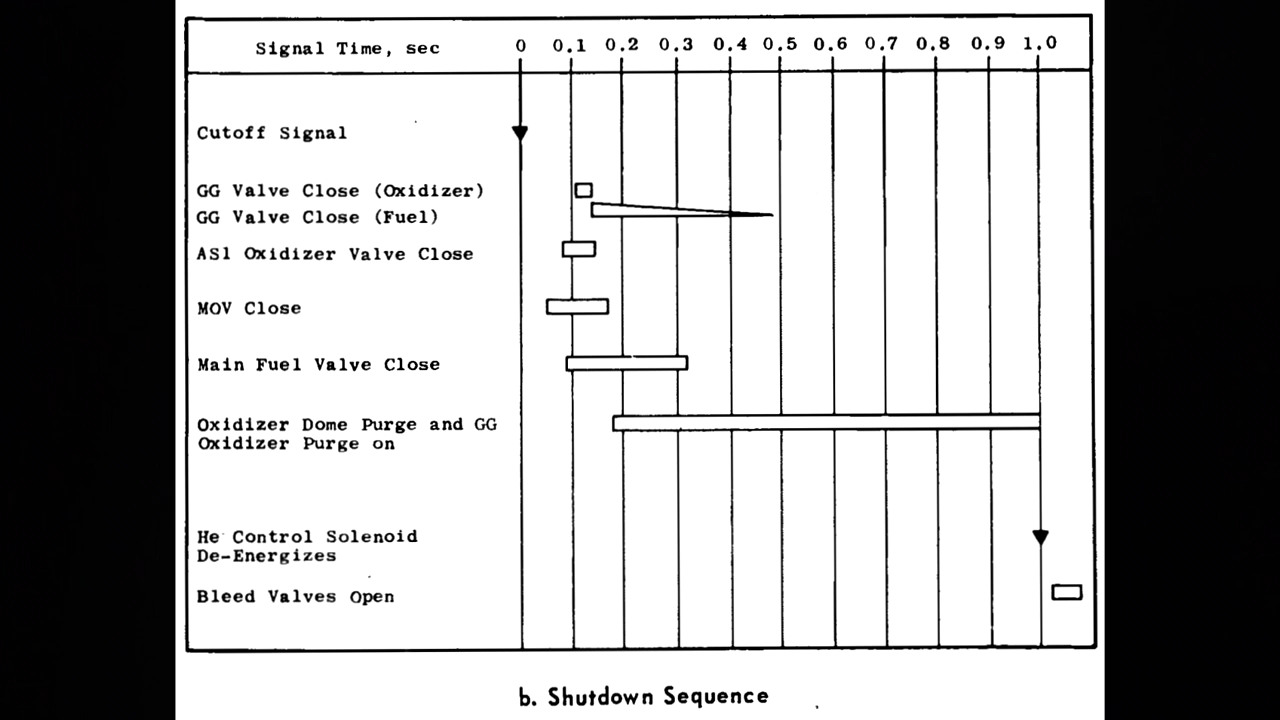 Signal Time, sec 0 0.1 0.2 0.3 0.4 0.5 0.6 0.7 0.8 0.9 1.0
Cutoff Signal
GG Valve Close (Oxidizer)
GG Valve Close (Fuel)
AS1 Oxidizer Valve Close
MOV Close
Main Fuel Valve Close
Oxidizer Dome Purge and GG
Oxidizer Purge on
He Control Solenoid
De-Energizes
Bleed Valves Open
b. Shutdown Sequence